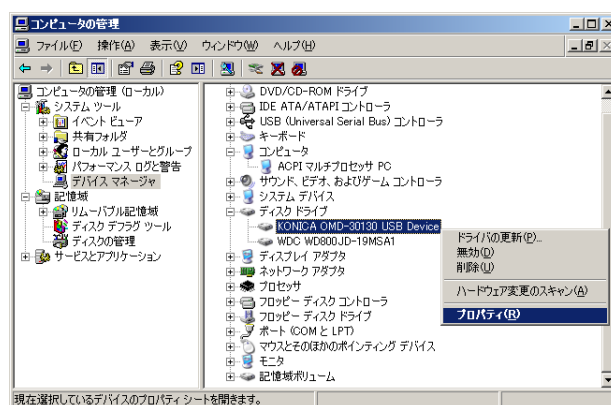 コンピュータの管理
ファイル(F) 操作(A) 表示(V) ウィンドウ(W) ヘルプ(H)
コンピュータの管理 (ローカル)
システム ツール
イベント ビューア
共有フォルダ
ローカル ユーザーとグループ
パフォーマンス ログと警告
デバイス マネージャ
記憶域
リムーバブル記憶域
ディスク デフラグ ツール
ディスクの管理
サービスとアプリケーション
DVD/CD-ROM ドライブ
IDE ATA/ATAPI コントローラ
USB (Universal Serial Bus) コントローラ
キーボード
コンピュータ
ACPI マルチプロセッサ PC
サウンド、ビデオ、およびゲーム コントローラ
システム デバイス
ディスク ドライブ
KONICA OMD-30130 USB Device
WDC WD800JD-19MSA1
ディスプレイ アダプタ
ネットワーク アダプタ
プロセッサ
フロッピー ディスク コントローラ
フロッピー ディスク ドライブ
ポート (COM と LPT)
マウスとそのほかのポインティング デバイス
モニタ
記憶域ボリューム
ドライバの更新(P)...
無効(D)
削除(U)
ハードウェア変更のスキャン(A)
プロパティ(R)
現在選択しているデバイスのプロパティ シートを開きます。